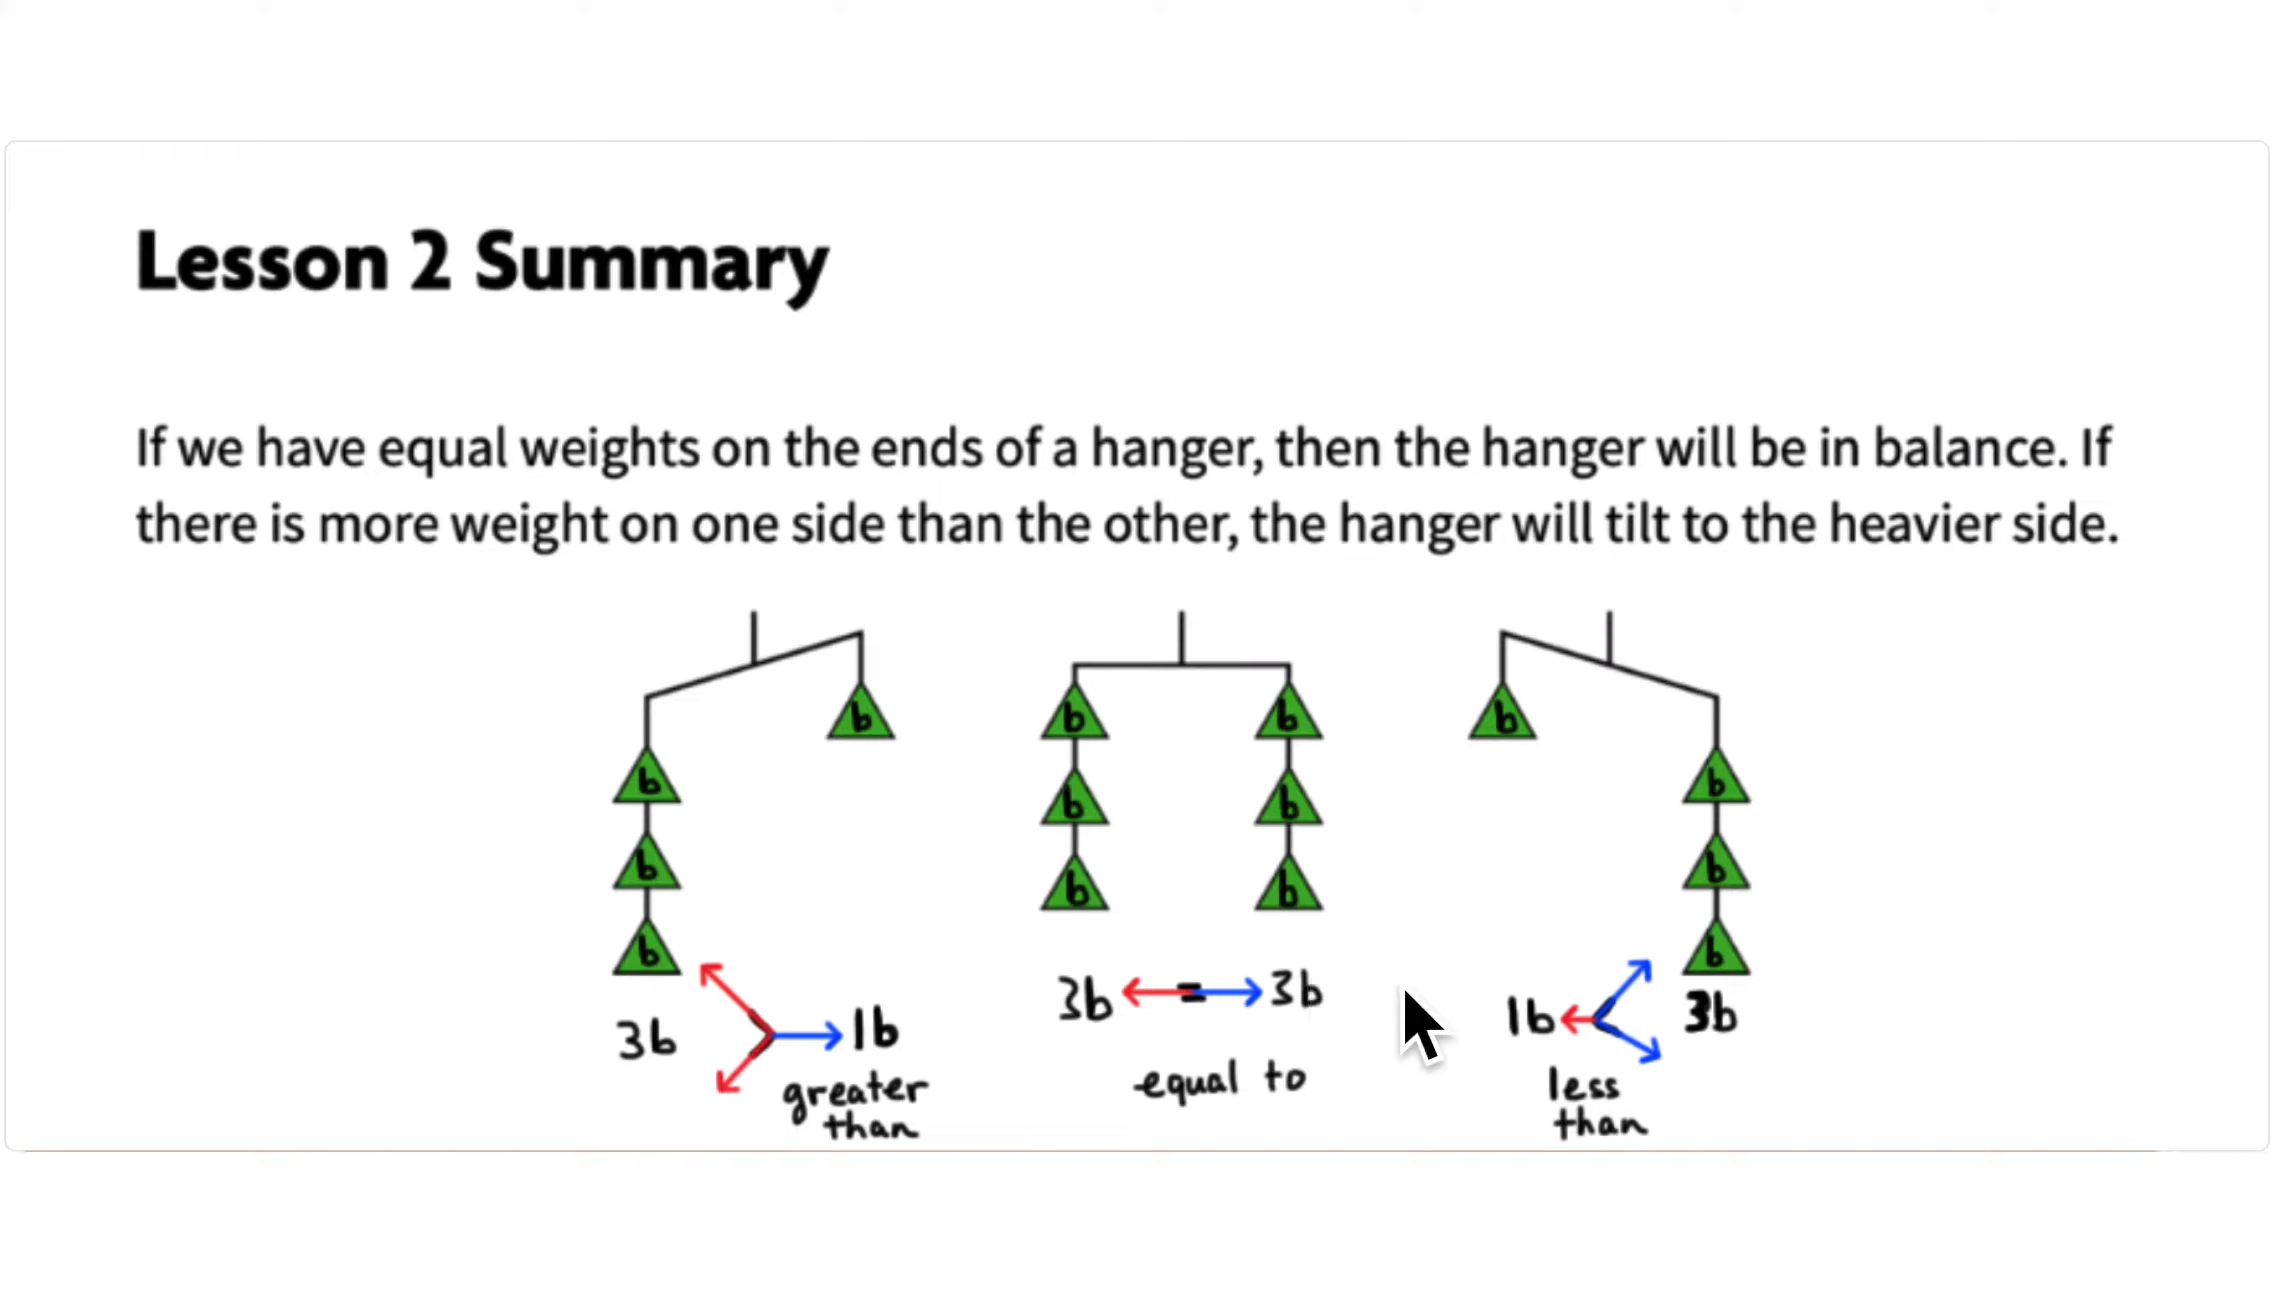 Lesson 2 Summary
If we have equal weights on the ends of a hanger, then the hanger will be in balance. If
there is more weight on one side than the other, the hanger will tilt to the heavier side.
b
b
b
b
3b > 1b
greater
than
b b
b b
b b
3b = 3b
equal to
b
b
b
b
1b < 3b
less
than